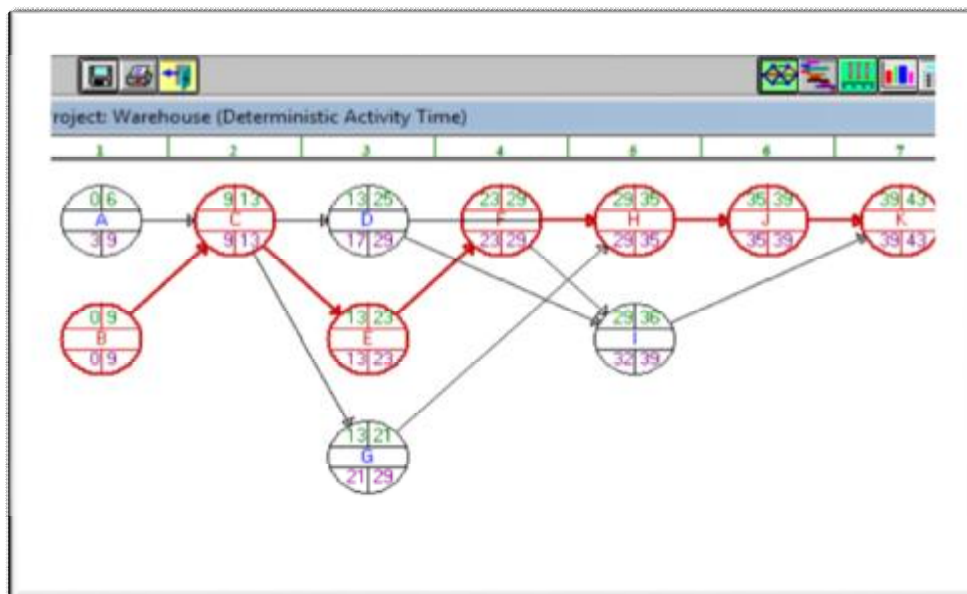 roject: Warehouse (Deterministic Activity Time)
1 2 3 4 5 6 7
0 6 9 13 13 25 23 29 29 35 35 39 39 43
A C D F H J K
3 9 9 13 17 29 23 29 29 35 35 39 39 43
0 9 13 23 29 36
B E I
0 9 13 23 32 39
13 21
G
21 29